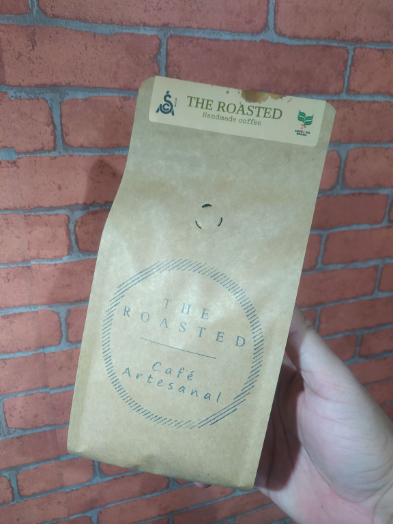 THE ROASTED
Handmade coffee
THE
ROASTED
Café
Artesanal